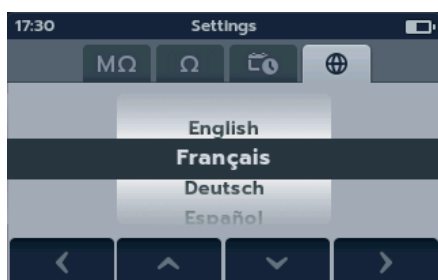 17:30 Settings
MΩ Ω
English
Français
Deutsch
Español